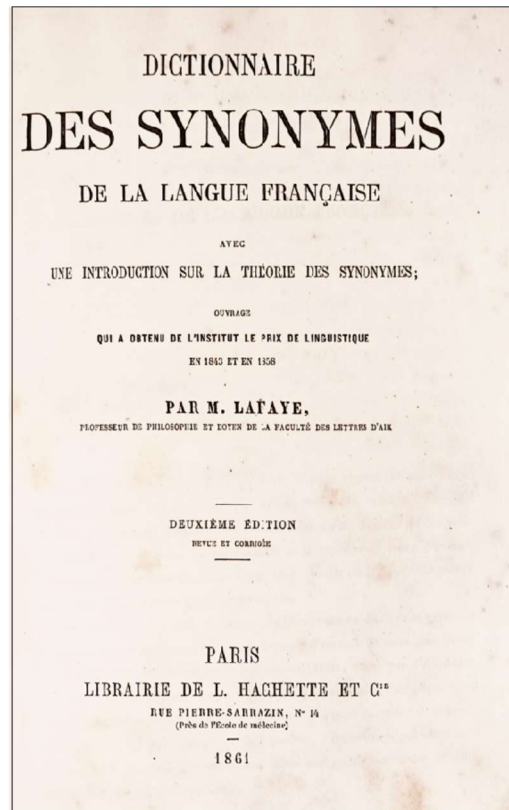 DICTIONNAIRE
DES SYNONYMES
DE LA LANGUE FRANÇAISE
AVEC
UNE INTRODUCTION SUR LA THÉORIE DES SYNONYMES;
OUVRAGE
QUI A OBTENU DE L'INSTITUT LE PRIX DE LINGUISTIQUE
EN 1843 ET EN 1858
PAR M. LAFAYE,
PROFESSEUR DE PHILOSOPHIE ET DOYEN DE LA FACULTÉ DES LETTRES D'AIX
DEUXIÈME ÉDITION
REVUE ET CORRIGÉE
PARIS
LIBRAIRIE DE L. HACHETTE ET Cie
RUE PIERRE-SARRAZIN, N° 14
(Près de l'École de médecine)
1861